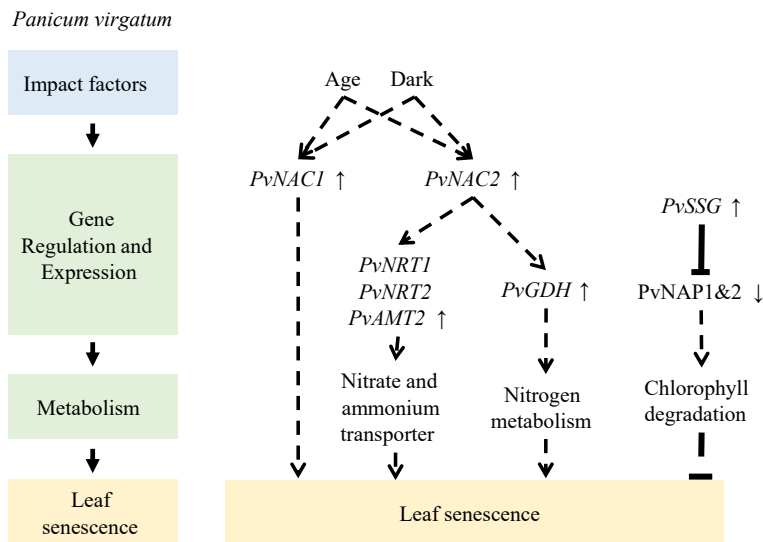 Panicum virgatum
Impact factors
Gene
Regulation and
Expression
Metabolism
Leaf
senescence
Age Dark
PvNAC1 ↑ PvNAC2 ↑
PvNRT1
PvNRT2
PvAMT2 ↑
Nitrate and
ammonium
transporter
PvGDH ↑
Nitrogen
metabolism
PvSSG ↑
PvNAP1&2 ↓
Chlorophyll
degradation
Leaf senescence